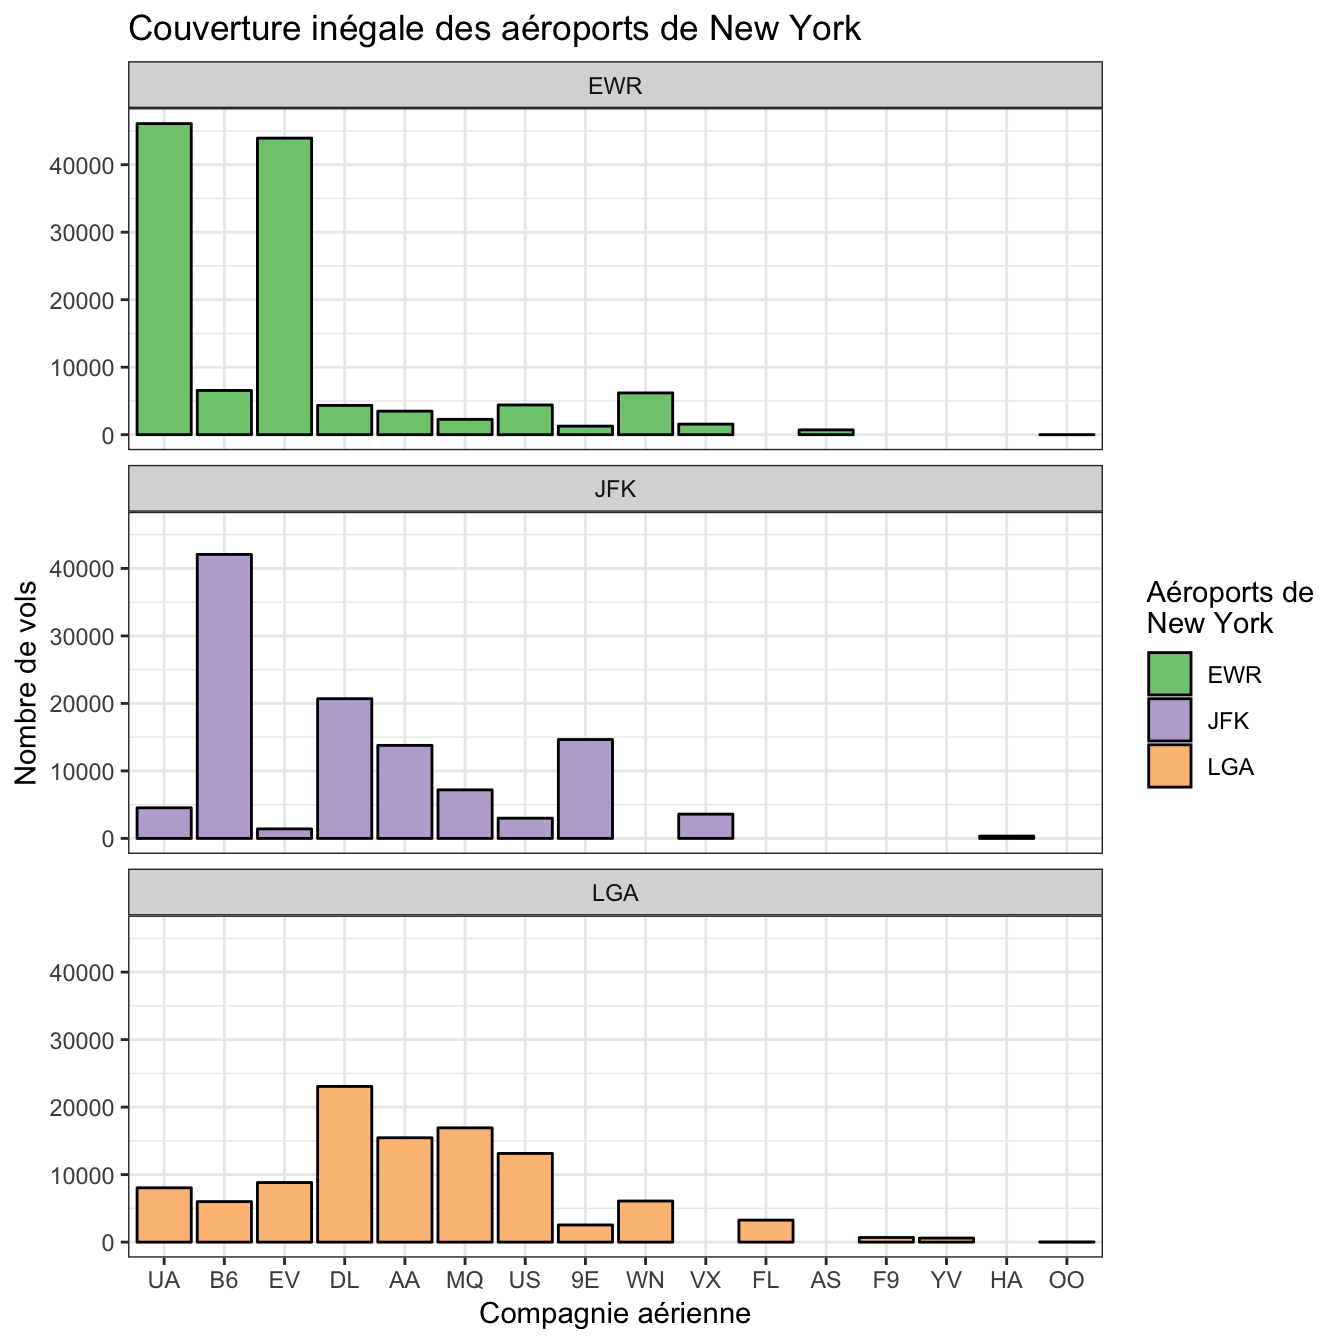 Couverture inégale des aéroports de New York
EWR
40000
30000
20000
10000
0
JFK
40000
30000
20000
10000
0
LGA
40000
30000
20000
10000
0
UA B6 EV DL AA MQ US 9E WN VX FL AS F9 YV HA OO
Compagnie aérienne
Nombre de vols
Aéroports de
New York
EWR
JFK
LGA